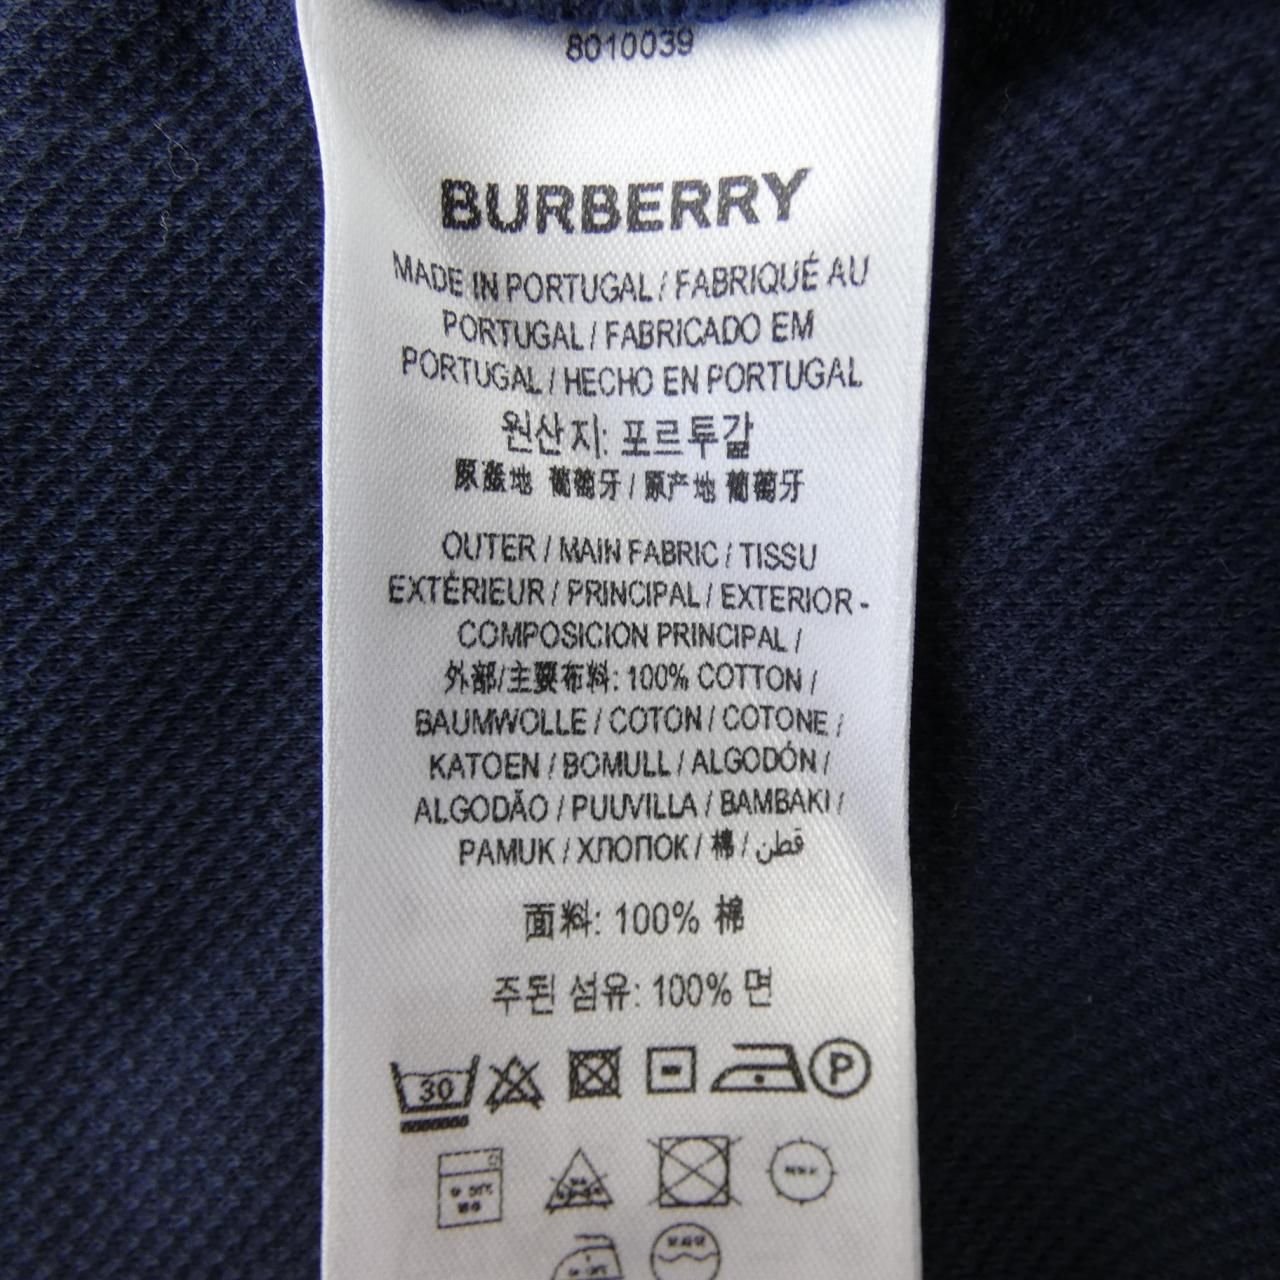 8010039
BURBERRY
MADE IN PORTUGAL / FABRIQUÉ AU
PORTUGAL / FABRICADO EM
PORTUGAL / HECHO EN PORTUGAL
원산지: 포르투갈
原產地 葡萄牙 / 原产地 葡萄牙
OUTER / MAIN FABRIC / TISSU
EXTÉRIEUR / PRINCIPAL / EXTERIOR -
COMPOSICION PRINCIPAL /
外部/主要布料: 100% COTTON /
BAUMWOLLE / COTON / COTONE /
KATOEN / BOMULL / ALGODÓN /
ALGODÃO / PUUVILLA / BAMBAKI /
PAMUK / ХЛОПОК / 棉 / قطن
面料: 100% 棉
주된 섬유: 100% 면
30 P